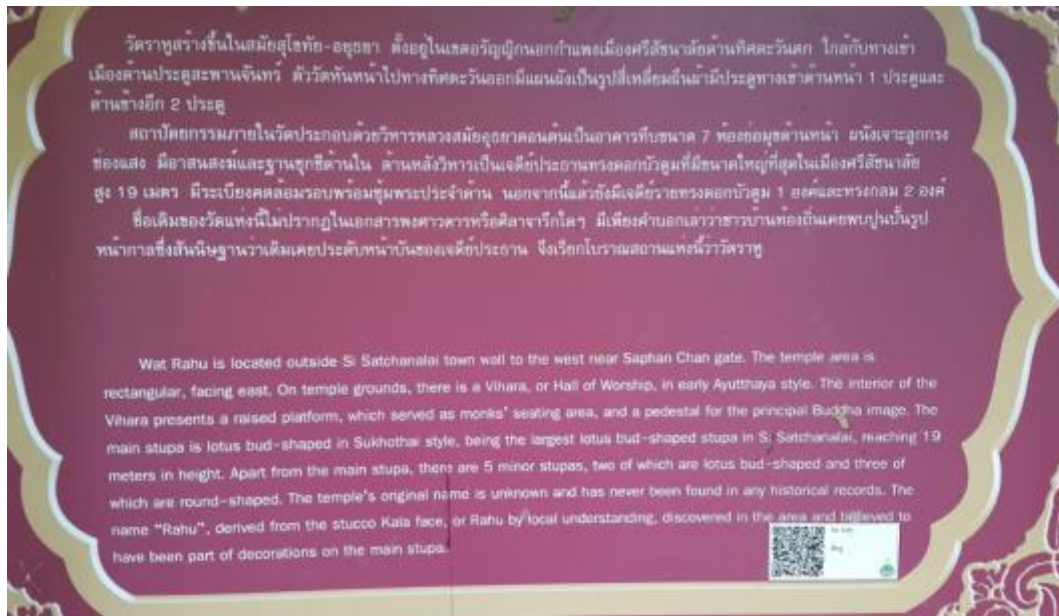 วัดราหูสร้างขึ้นในสมัยสุโขทัย-อยุธยา ตั้งอยู่ในเขตอรัญญิกนอกกำแพงเมืองศรีสัชนาลัยด้านทิศตะวันตก ใกล้กับทางเข้า
เมืองด้านประตูสะพานจันทร์ ตัววัดหันหน้าไปทางทิศตะวันออกมีแผนผังเป็นรูปสี่เหลี่ยมผืนผ้ามีประตูทางเข้าด้านหน้า 1 ประตูและ
ด้านข้างอีก 2 ประตู
สถาปัตยกรรมภายในวัดประกอบด้วยวิหารหลวงสมัยอยุธยาตอนต้นเป็นอาคารทึบขนาด 7 ห้องย่อมุขด้านหน้า ผนังเจาะลูกกรง
ช่องแสง มีอาสนสงฆ์และฐานชุกชีด้านใน ด้านหลังวิหารเป็นเจดีย์ประธานทรงดอกบัวตูมที่มีขนาดใหญ่ที่สุดในเมืองศรีสัชนาลัย
สูง 19 เมตร มีระเบียงคดล้อมรอบพร้อมซุ้มพระประจำด้าน นอกจากนี้แล้วยังมีเจดีย์รายทรงดอกบัวตูม 1 องค์และทรงกลม 2 องค์
ชื่อเดิมของวัดแห่งนี้ไม่ปรากฏในเอกสารพงศาวดารหรือศิลาจารึกใดๆ มีเพียงคำบอกเล่าว่าชาวบ้านท้องถิ่นเคยพบปูนปั้นรูป
หน้ากาลซึ่งสันนิษฐานว่าเดิมเคยประดับหน้าบันของเจดีย์ประธาน จึงเรียกโบราณสถานแห่งนี้ว่าวัดราหู
Wat Rahu is located outside Si Satchanalai town wall to the west near Saphan Chan gate. The temple area is
rectangular, facing east. On temple grounds, there is a Vihara, or Hall of Worship, in early Ayutthaya style. The interior of the
Vihara presents a raised platform, which served as monks' seating area, and a pedestal for the principal Buddha image. The
main stupa is lotus bud-shaped in Sukhothai style, being the largest lotus bud-shaped stupa in Si Satchanalai, reaching 19
meters in height. Apart from the main stupa, there are 5 minor stupas, two of which are lotus bud-shaped and three of
which are round-shaped. The temple's original name is unknown and has never been found in any historical records. The
name "Rahu", derived from the stucco Kala face, or Rahu by local understanding, discovered in the area and believed to
have been part of decorations on the main stupa.